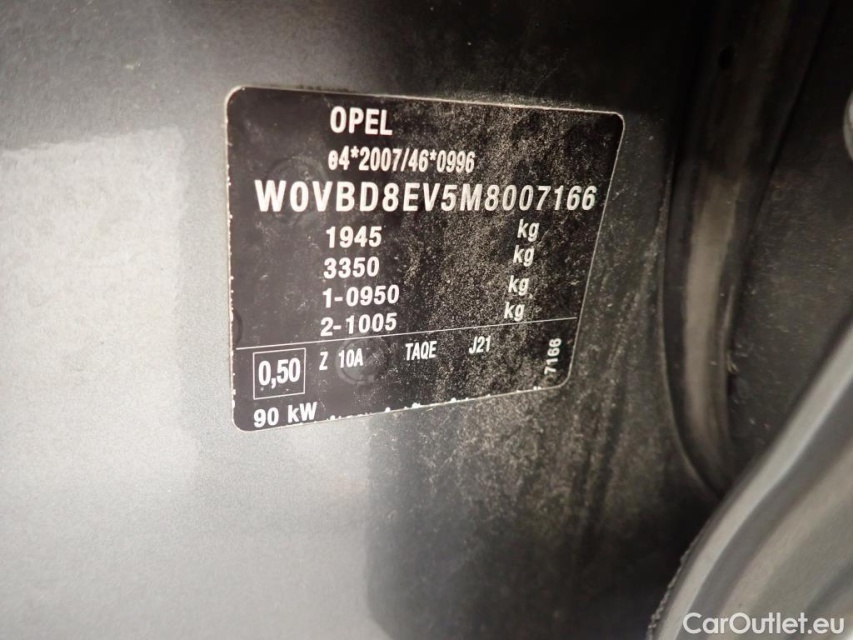 OPEL
e4*2007/46*0996
W0VBD8EV5M8007166
1945 kg
3350 kg
1-0950 kg
2-1005 kg
0,50 Z 10A TAQE J21 7166
90 kW
CarOutlet.eu